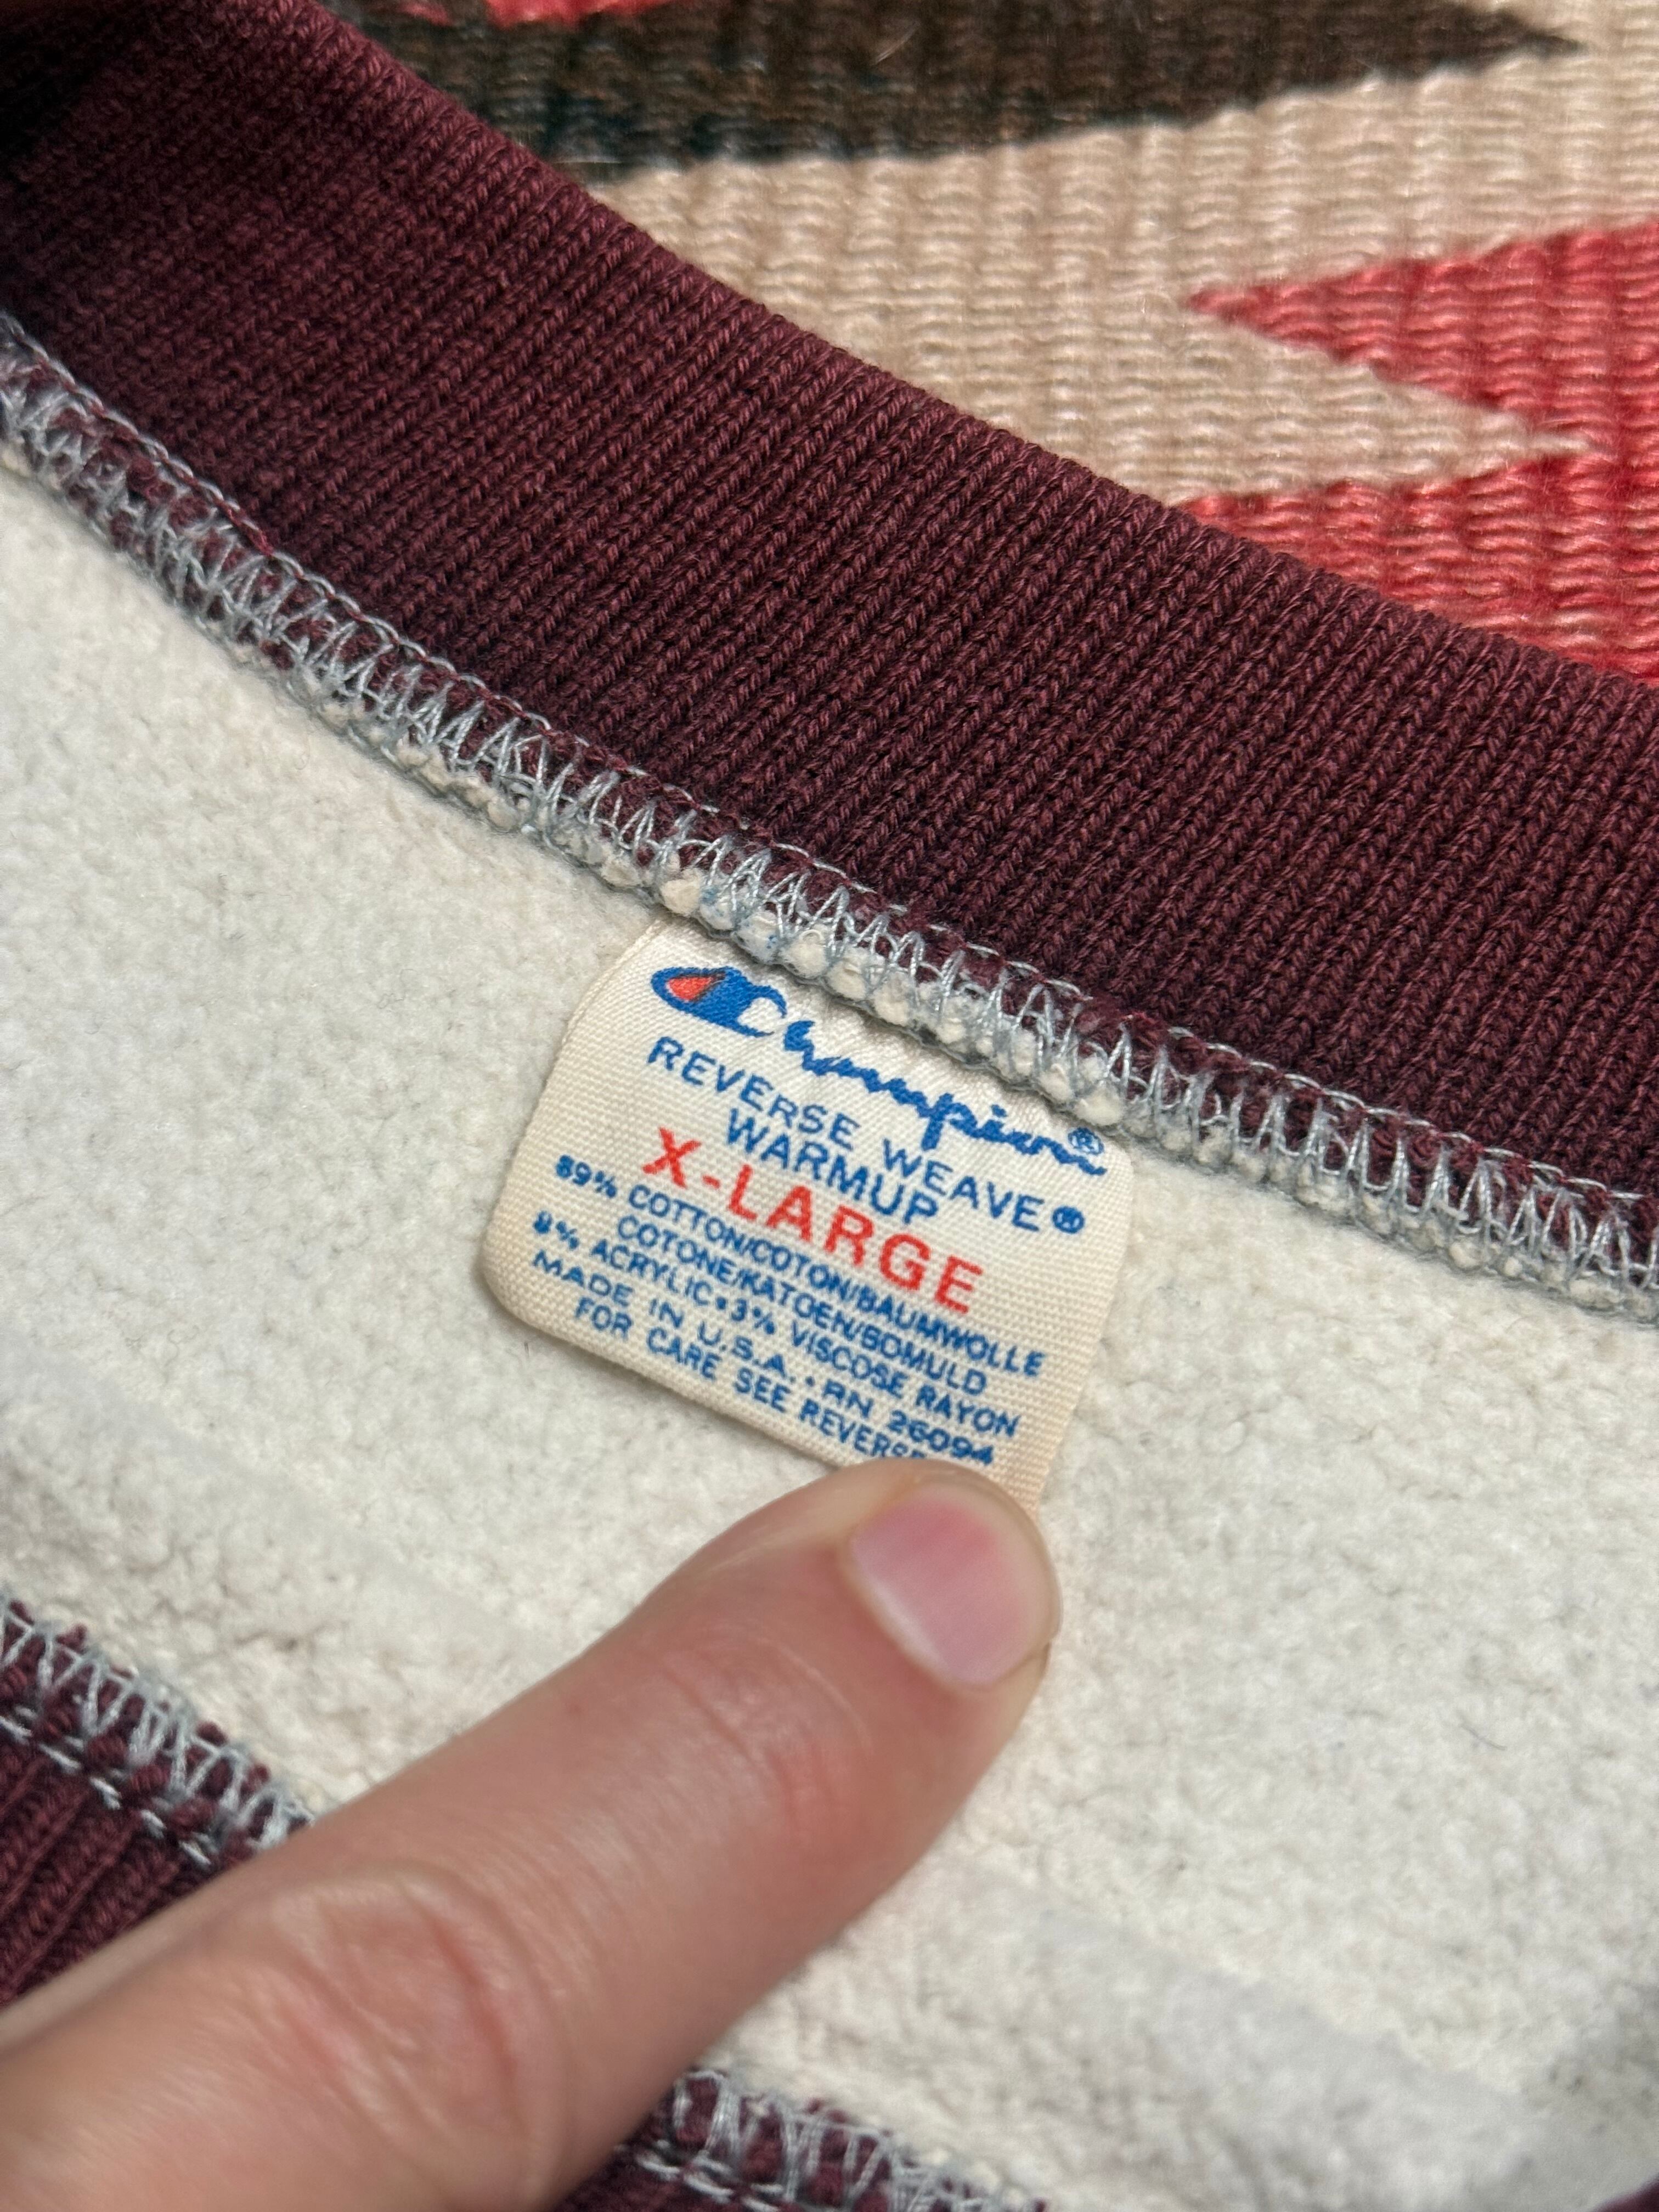 Champion®
REVERSE WEAVE®
WARMUP
X-LARGE
89% COTTON/COTON/BAUMWOLLE
COTONE/KATOEN/BOMULD
8% ACRYLIC•3% VISCOSE RAYON
MADE IN U.S.A. • RN 26094
FOR CARE SEE REVERSE